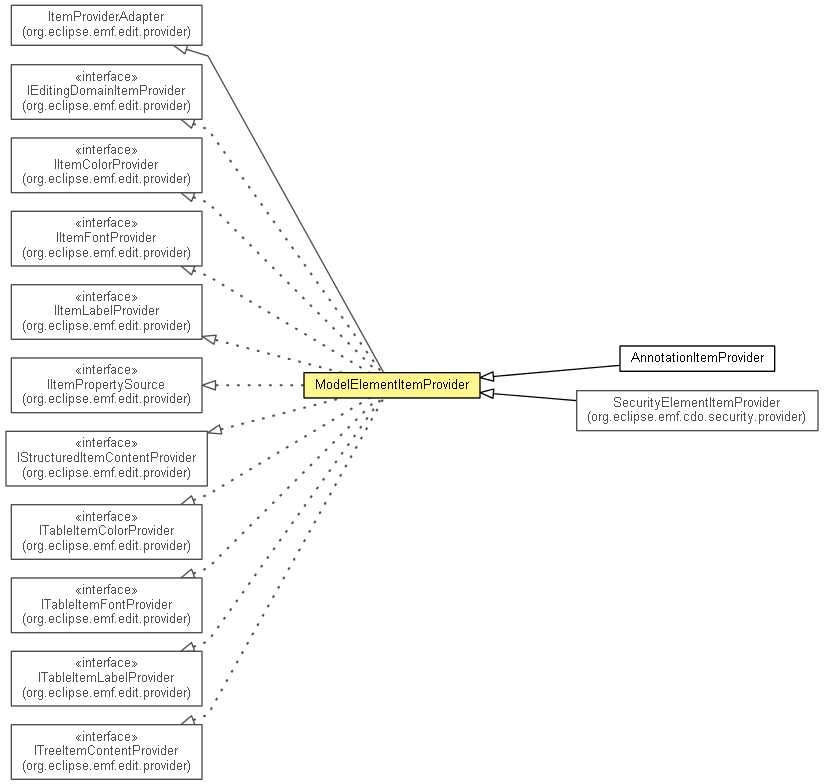 ItemProviderAdapter
(org.eclipse.emf.edit.provider)
«interface»
IEditingDomainItemProvider
(org.eclipse.emf.edit.provider)
«interface»
IItemColorProvider
(org.eclipse.emf.edit.provider)
«interface»
IItemFontProvider
(org.eclipse.emf.edit.provider)
«interface»
IItemLabelProvider
(org.eclipse.emf.edit.provider)
«interface»
IItemPropertySource
(org.eclipse.emf.edit.provider)
«interface»
IStructuredItemContentProvider
(org.eclipse.emf.edit.provider)
«interface»
ITableItemColorProvider
(org.eclipse.emf.edit.provider)
«interface»
ITableItemFontProvider
(org.eclipse.emf.edit.provider)
«interface»
ITableItemLabelProvider
(org.eclipse.emf.edit.provider)
«interface»
ITreeItemContentProvider
(org.eclipse.emf.edit.provider)
ModelElementItemProvider
AnnotationItemProvider
SecurityElementItemProvider
(org.eclipse.emf.cdo.security.provider)